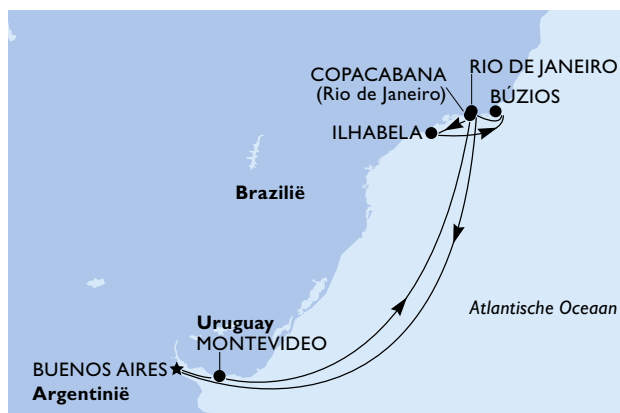 COPACABANA
(Rio de Janeiro)
RIO DE JANEIRO
BÚZIOS
ILHABELA
Brazilië
Atlantische Oceaan
Uruguay
MONTEVIDEO
BUENOS AIRES
Argentinië